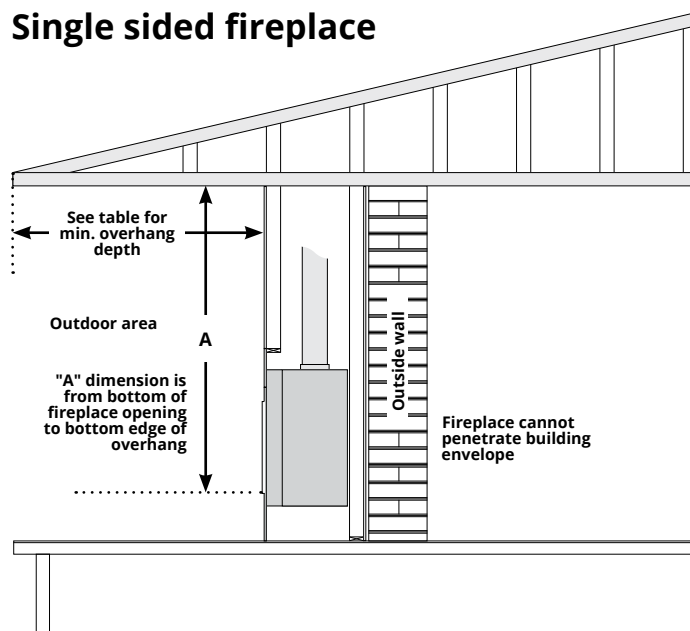 Single sided fireplace
See table for
min. overhang
depth
Outdoor area
A
"A" dimension is
from bottom of
fireplace opening
to bottom edge of
overhang
Outside wall
Fireplace cannot
penetrate building
envelope